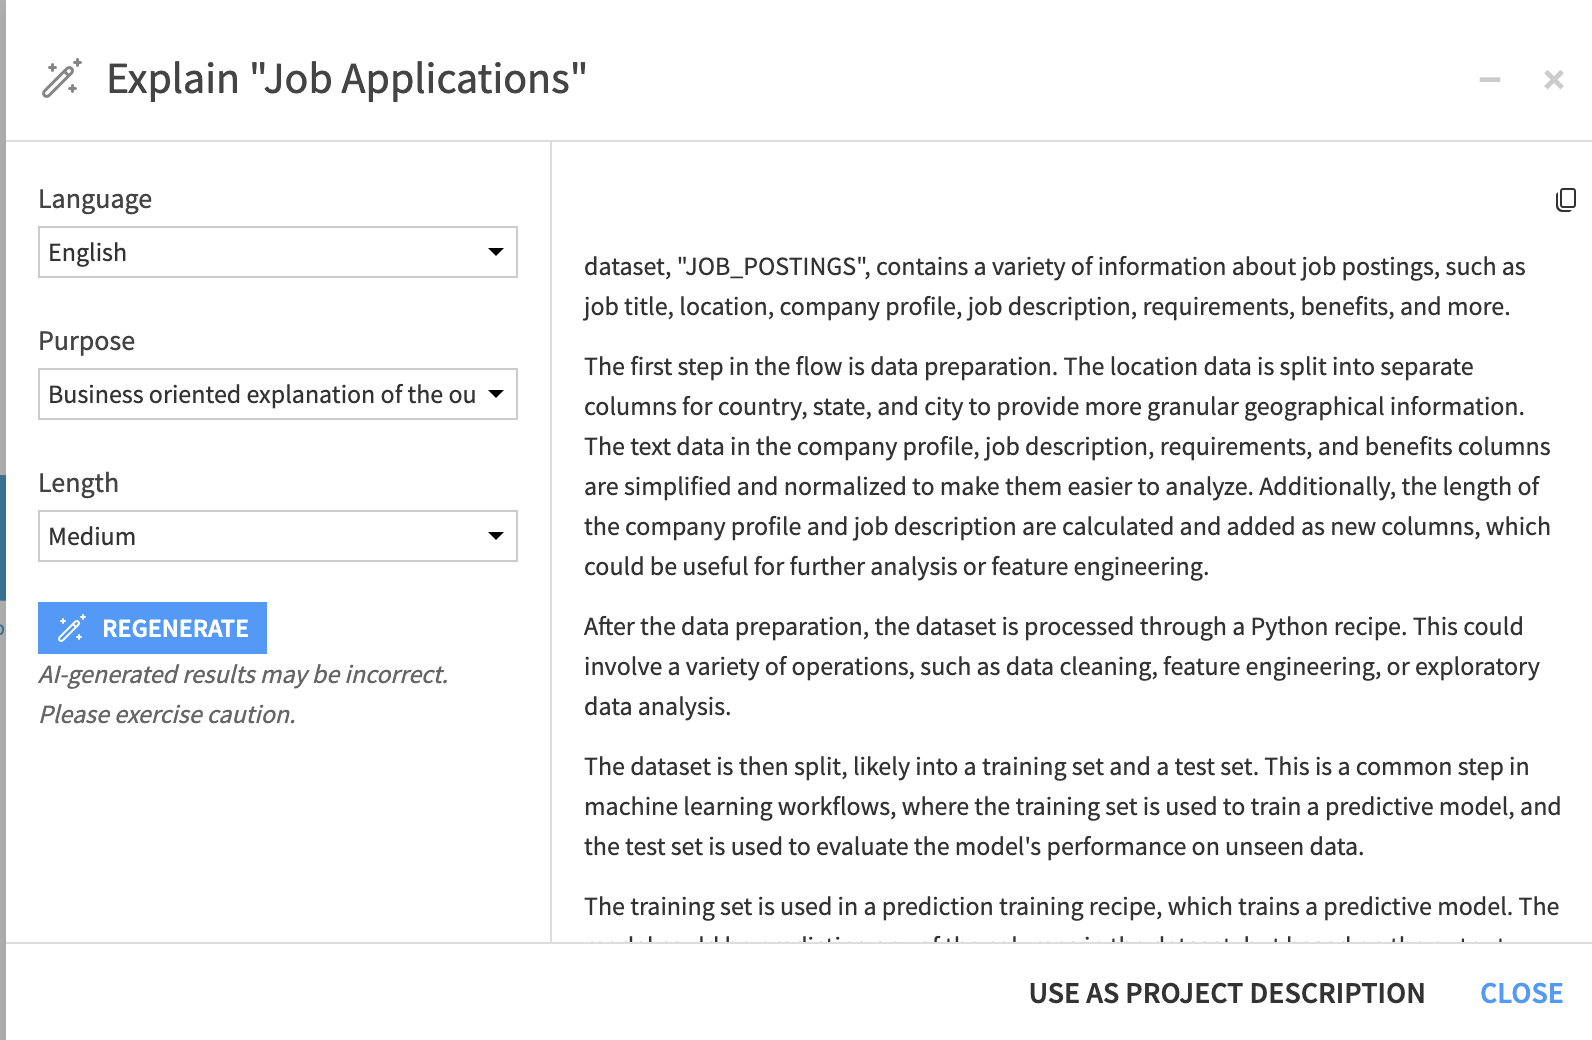 Explain "Job Applications"
Language
English
Purpose
Business oriented explanation of the ou
Length
Medium
REGENERATE
AI-generated results may be incorrect.
Please exercise caution.
dataset, "JOB_POSTINGS", contains a variety of information about job postings, such as
job title, location, company profile, job description, requirements, benefits, and more.
The first step in the flow is data preparation. The location data is split into separate
columns for country, state, and city to provide more granular geographical information.
The text data in the company profile, job description, requirements, and benefits columns
are simplified and normalized to make them easier to analyze. Additionally, the length of
the company profile and job description are calculated and added as new columns, which
could be useful for further analysis or feature engineering.
After the data preparation, the dataset is processed through a Python recipe. This could
involve a variety of operations, such as data cleaning, feature engineering, or exploratory
data analysis.
The dataset is then split, likely into a training set and a test set. This is a common step in
machine learning workflows, where the training set is used to train a predictive model, and
the test set is used to evaluate the model's performance on unseen data.
The training set is used in a prediction training recipe, which trains a predictive model. The
USE AS PROJECT DESCRIPTION
CLOSE